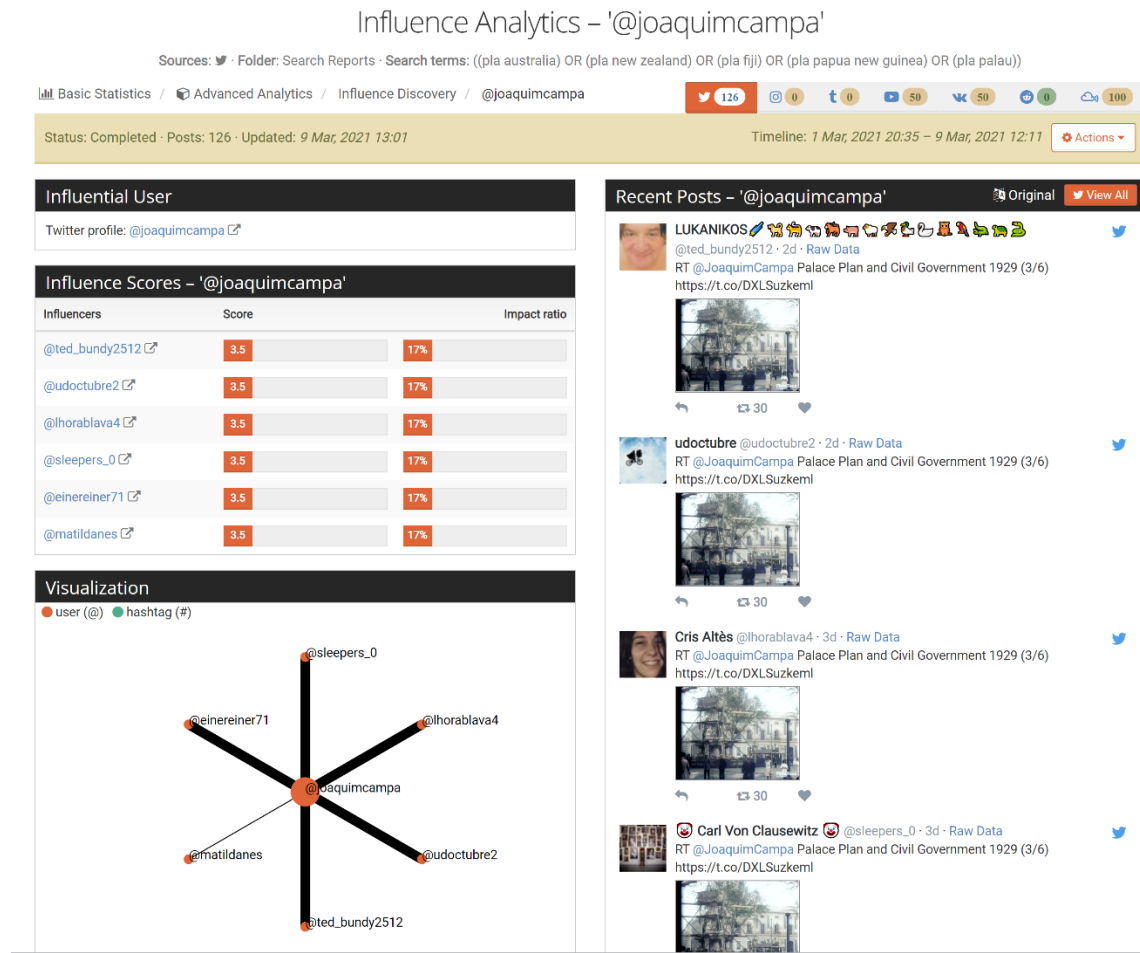 Influence Analytics – '@joaquimcampa'
Sources: · Folder: Search Reports · Search terms: ((pla australia) OR (pla new zealand) OR (pla fiji) OR (pla papua new guinea) OR (pla palau))
Basic Statistics / Advanced Analytics / Influence Discovery / @joaquimcampa
126 0 0 50 50 0 100
Status: Completed · Posts: 126 · Updated: 9 Mar, 2021 13:01
Timeline: 1 Mar, 2021 20:35 – 9 Mar, 2021 12:11 Actions
Influential User
Twitter profile: @joaquimcampa
Influence Scores – '@joaquimcampa'
Influencers Score Impact ratio
@ted_bundy2512 3.5 17%
@udoctubre2 3.5 17%
@lhorablava4 3.5 17%
@sleepers_0 3.5 17%
@einereiner71 3.5 17%
@matildanes 3.5 17%
Visualization
user (@) hashtag (#)
@sleepers_0
@einereiner71
@lhorablava4
@joaquimcampa
@matildanes
@udoctubre2
@ted_bundy2512
Recent Posts – '@joaquimcampa' Original View All
LUKANIKOS
@ted_bundy2512 · 2d · Raw Data
RT @JoaquimCampa Palace Plan and Civil Government 1929 (3/6)
https://t.co/DXLSuzkeml
30
udoctubre @udoctubre2 · 2d · Raw Data
RT @JoaquimCampa Palace Plan and Civil Government 1929 (3/6)
https://t.co/DXLSuzkeml
30
Cris Altès @lhorablava4 · 3d · Raw Data
RT @JoaquimCampa Palace Plan and Civil Government 1929 (3/6)
https://t.co/DXLSuzkeml
30
Carl Von Clausewitz @sleepers_0 · 3d · Raw Data
RT @JoaquimCampa Palace Plan and Civil Government 1929 (3/6)
https://t.co/DXLSuzkeml